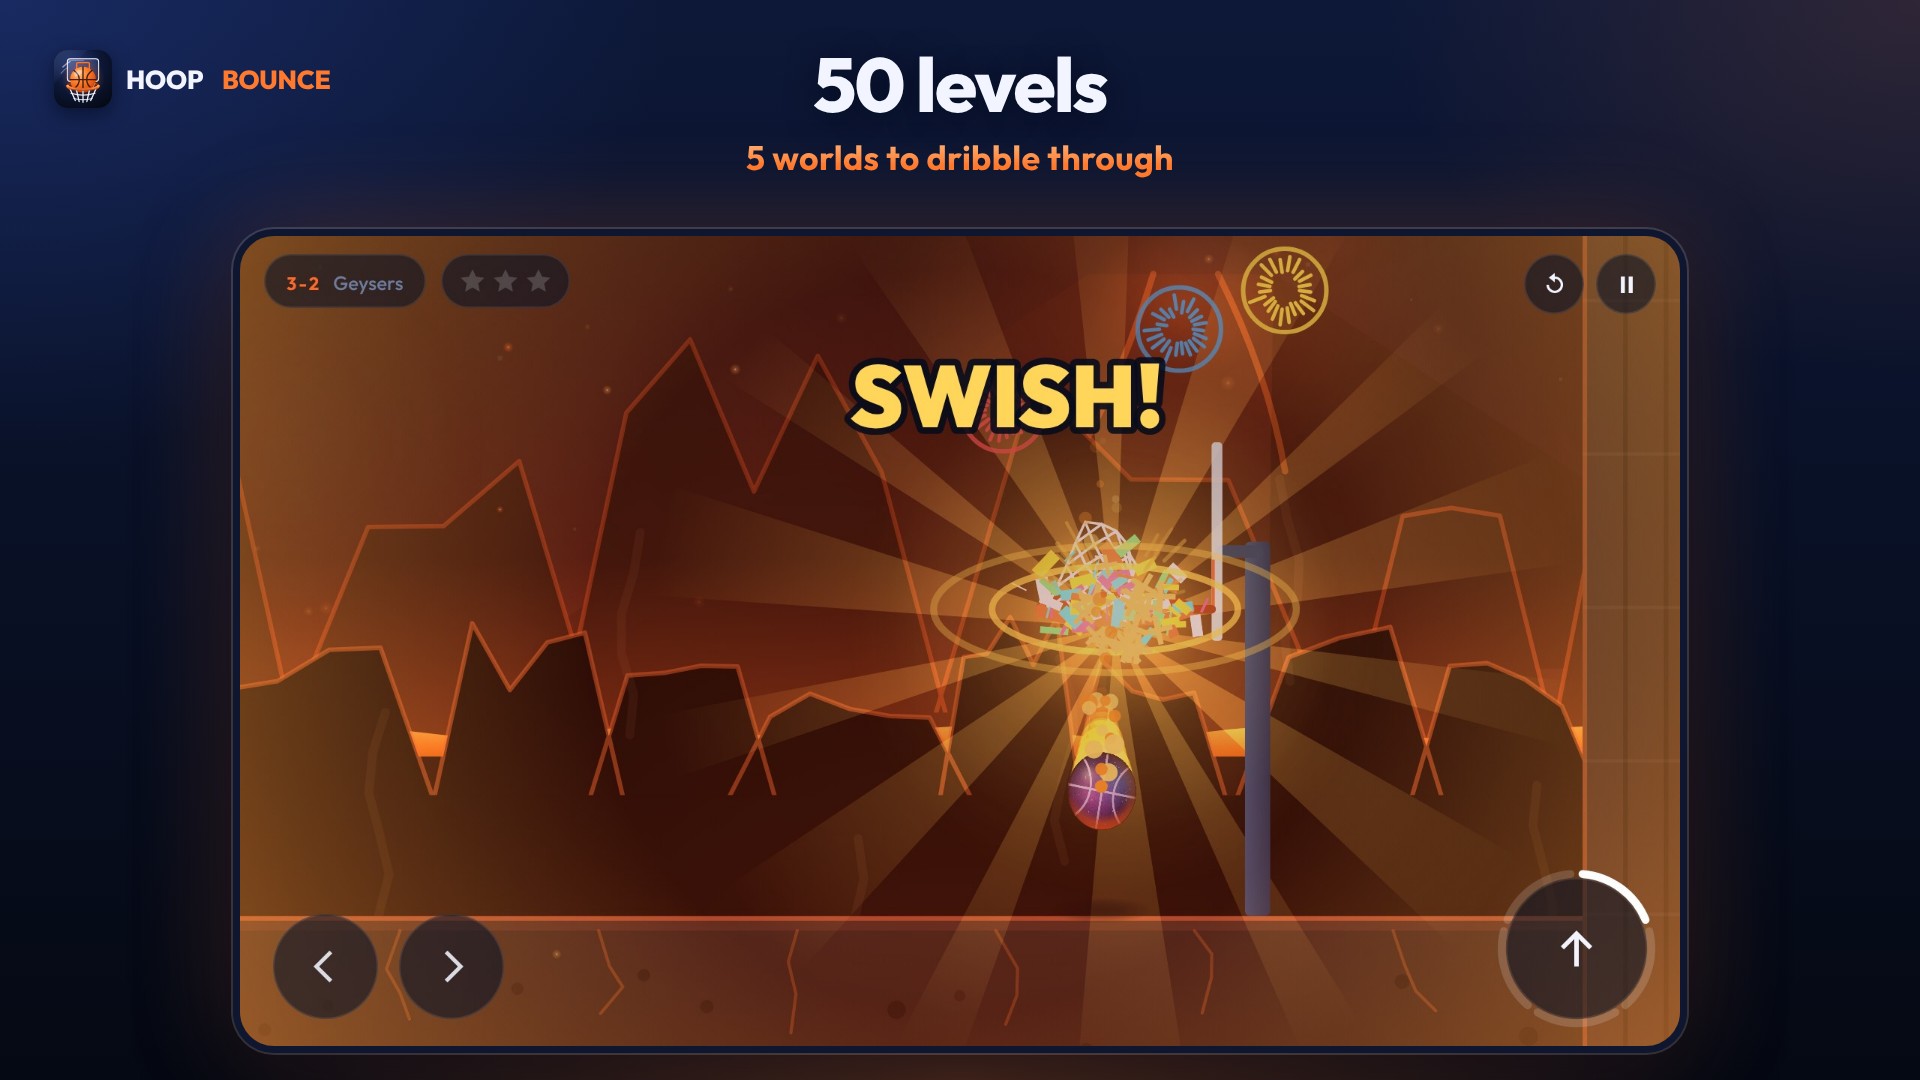 HOOP BOUNCE
50 levels
5 worlds to dribble through
3-2 Geysers
SWISH!